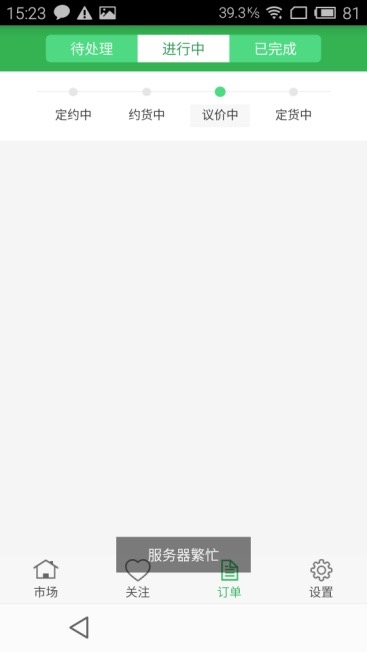 15:23 39.3K/s 81
待处理 进行中 已完成
定约中 约货中 议价中 定货中
服务器繁忙
市场 关注 订单 设置